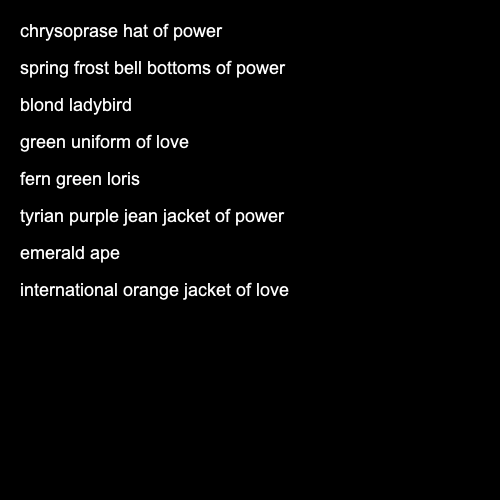 chrysoprase hat of power
spring frost bell bottoms of power
blond ladybird
green uniform of love
fern green loris
tyrian purple jean jacket of power
emerald ape
international orange jacket of love